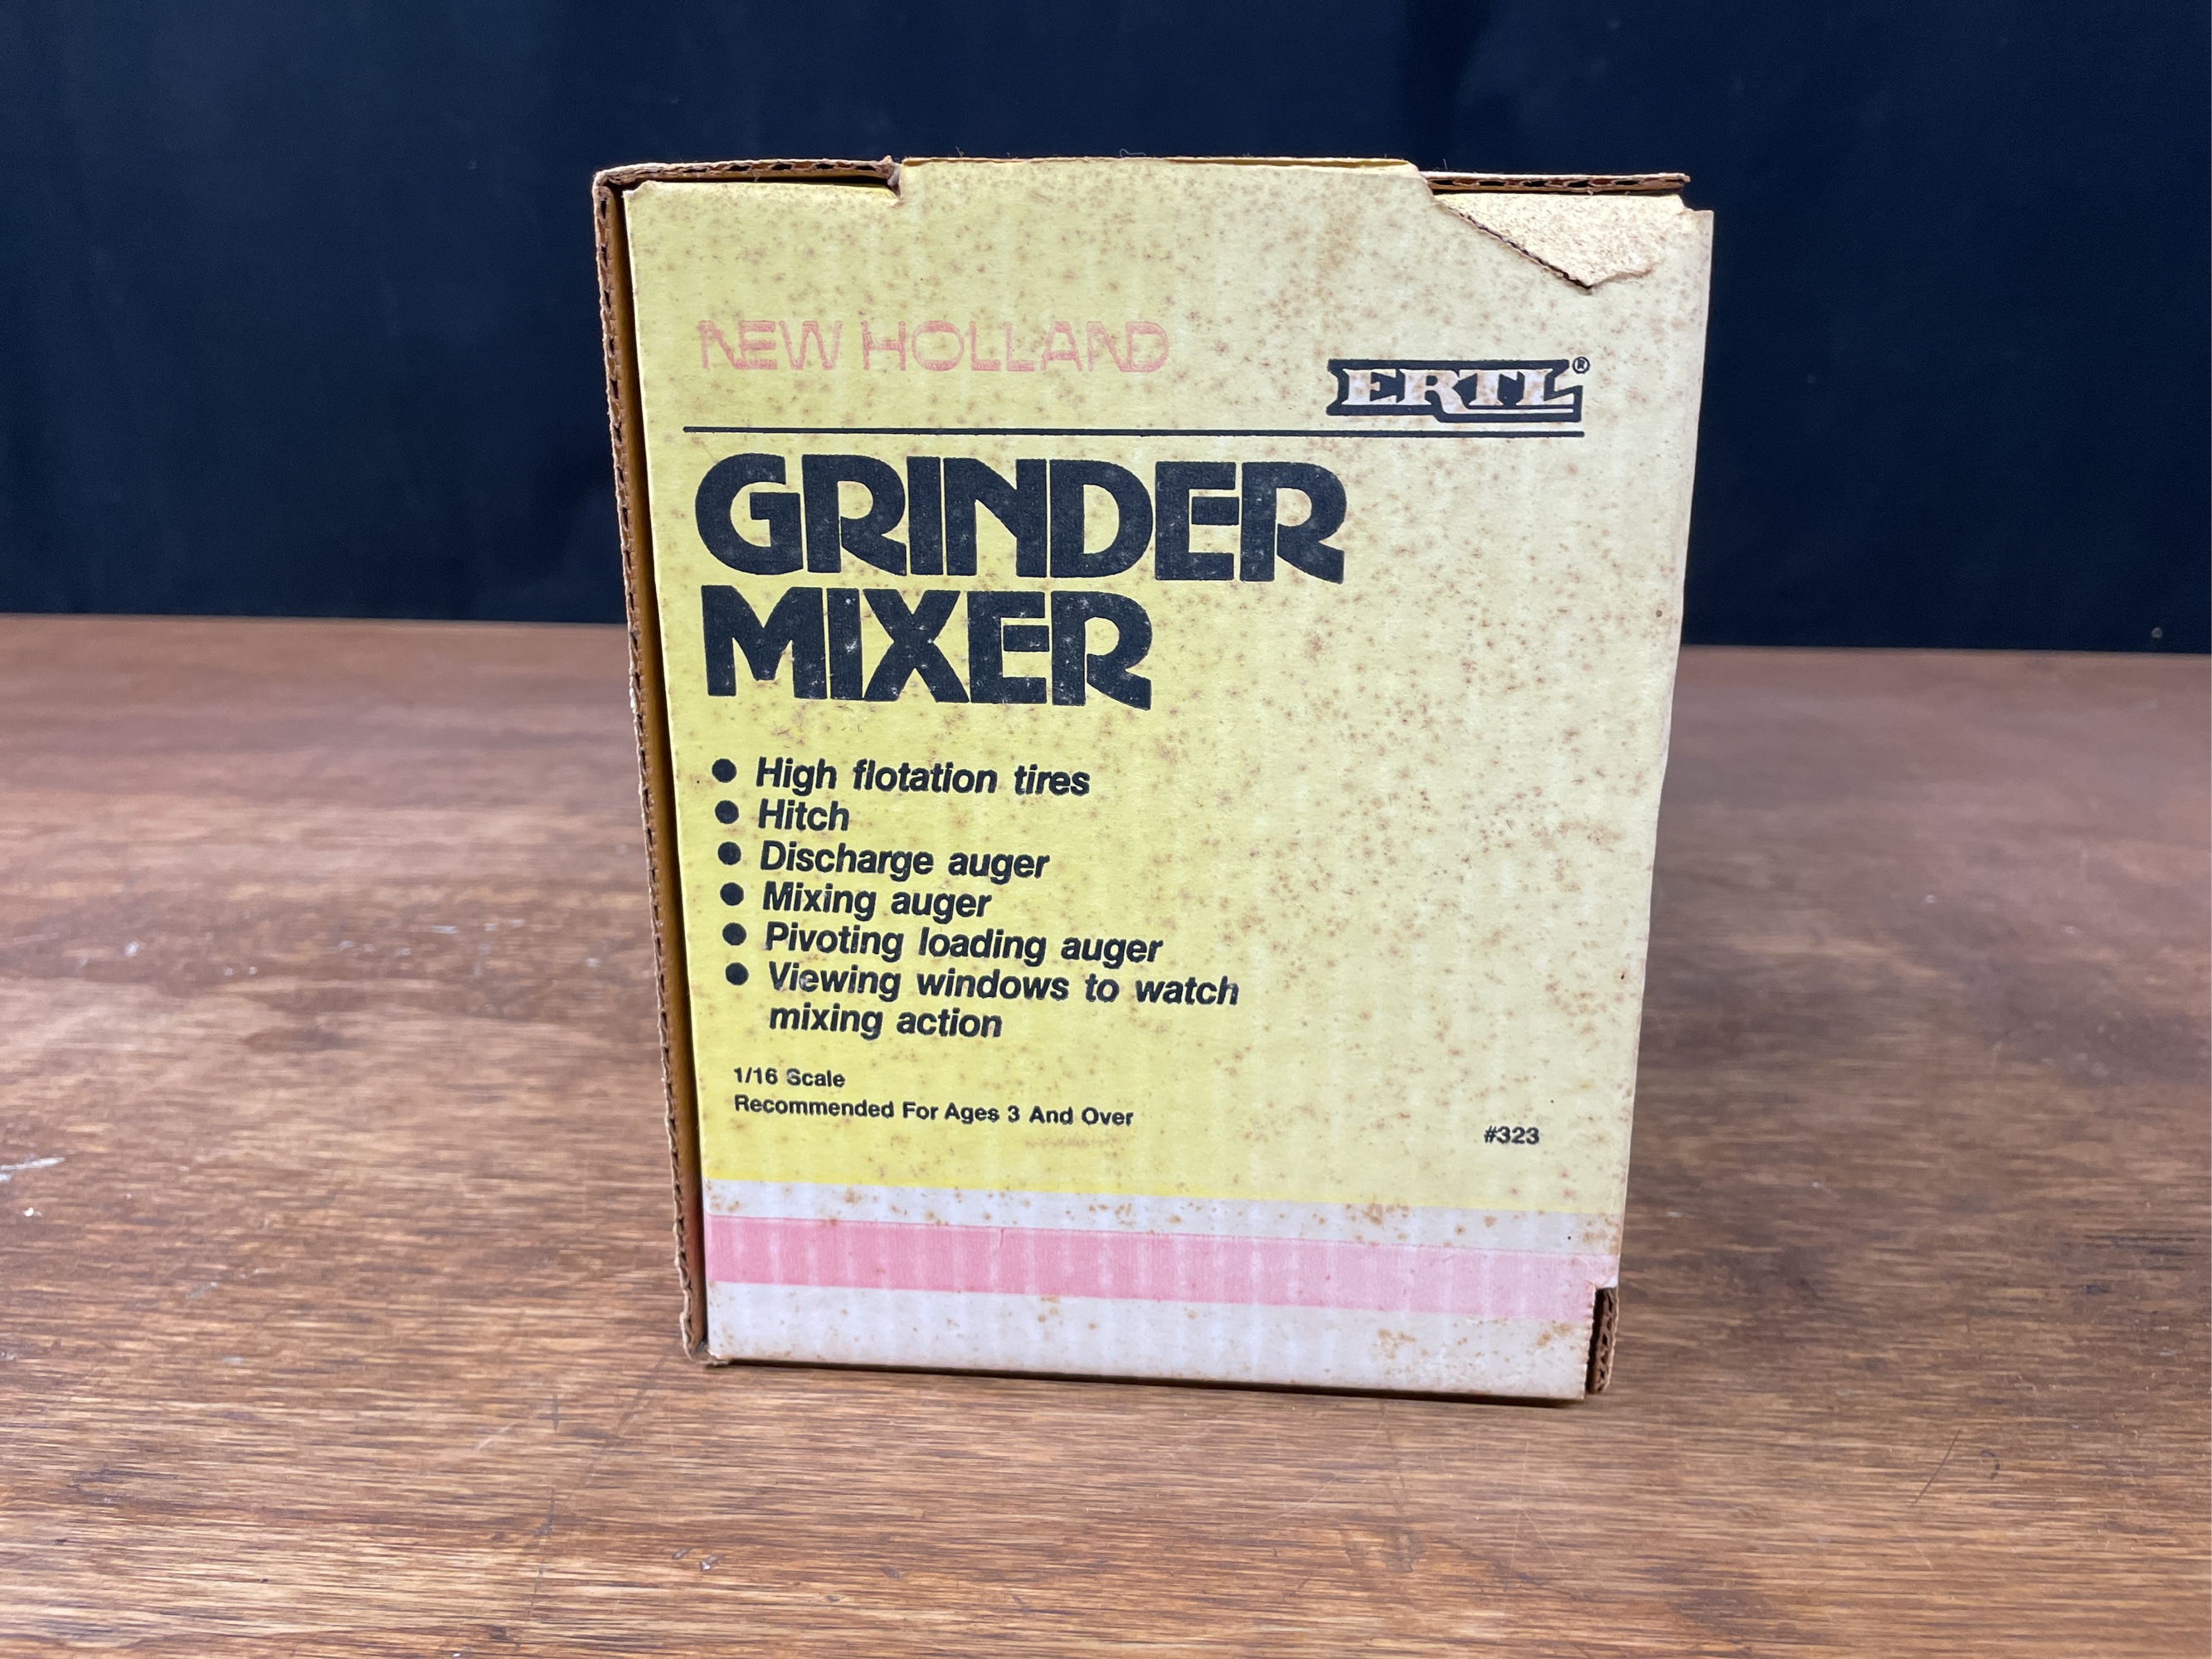 NEW HOLLAND
ERTL®
GRINDER
MIXER
● High flotation tires
● Hitch
● Discharge auger
● Mixing auger
● Pivoting loading auger
● Viewing windows to watch
mixing action
1/16 Scale
Recommended For Ages 3 And Over
#323